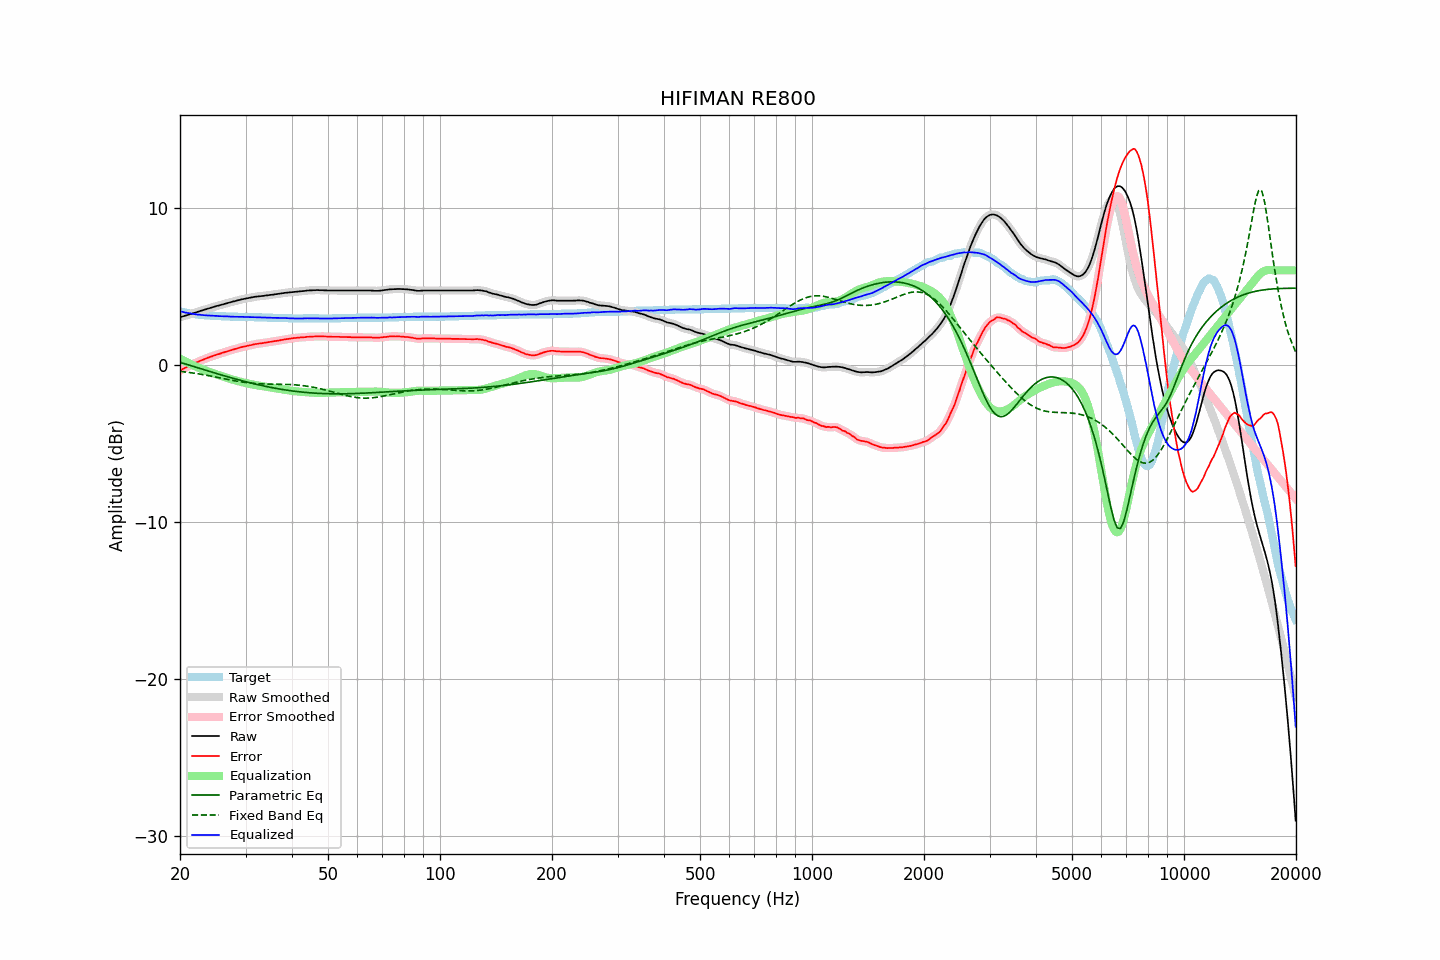 HIFIMAN RE800
Amplitude (dBr)
10
0
−10
−20
−30
Target
Raw Smoothed
Error Smoothed
Raw
Error
Equalization
Parametric Eq
Fixed Band Eq
Equalized
20 50 100 200 500 1000 2000 5000 10000 20000
Frequency (Hz)